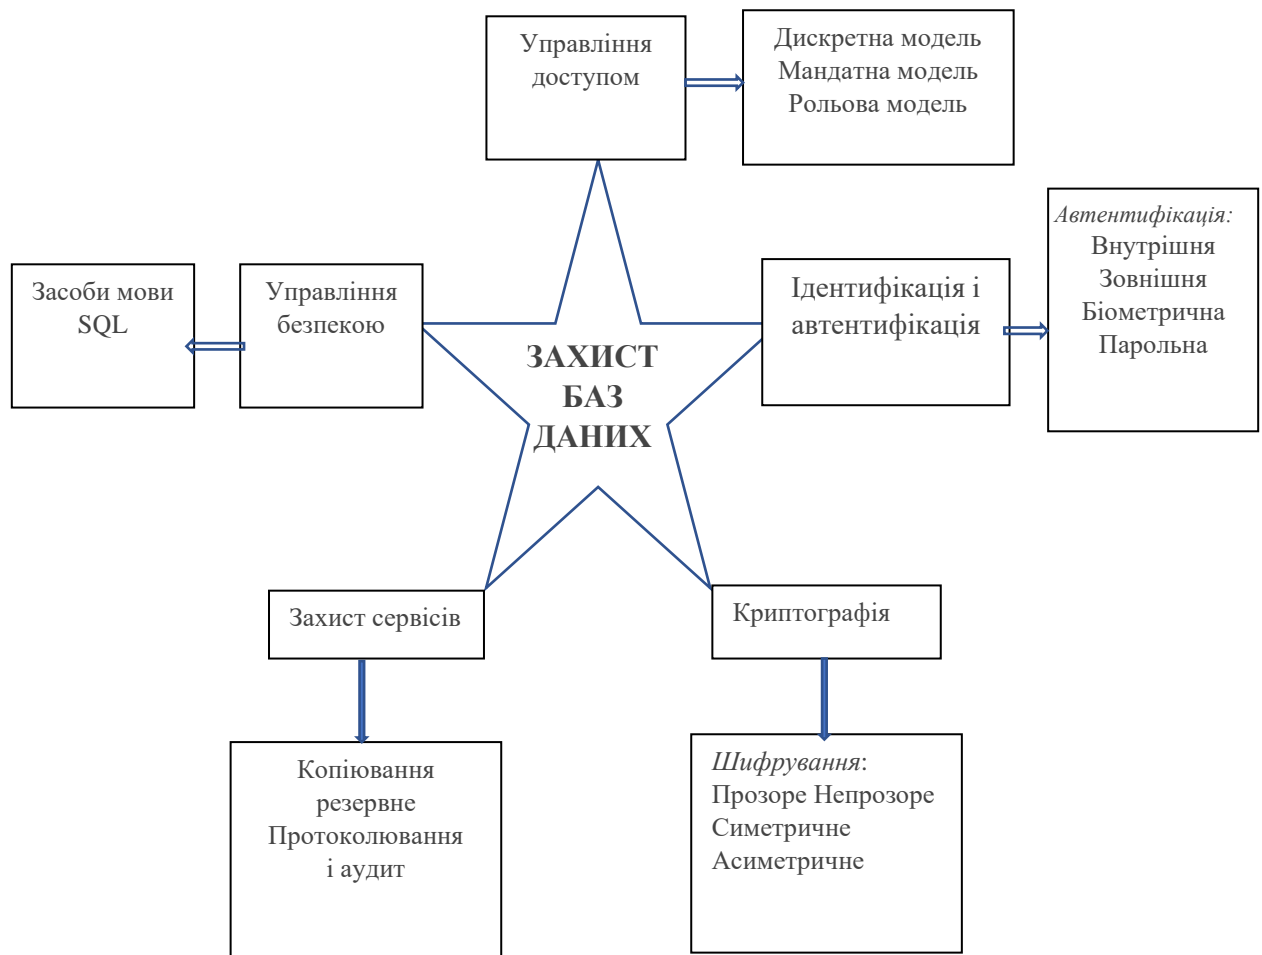 Управління
доступом
Дискретна модель
Мандатна модель
Рольова модель
Автентифікація:
Внутрішня
Зовнішня
Біометрична
Парольна
Ідентифікація і
автентифікація
Управління
безпекою
Засоби мови
SQL
ЗАХИСТ
БАЗ
ДАНИХ
Захист сервісів
Криптографія
Копіювання
резервне
Протоколювання
і аудит
Шифрування:
Прозоре Непрозоре
Симетричне
Асиметричне